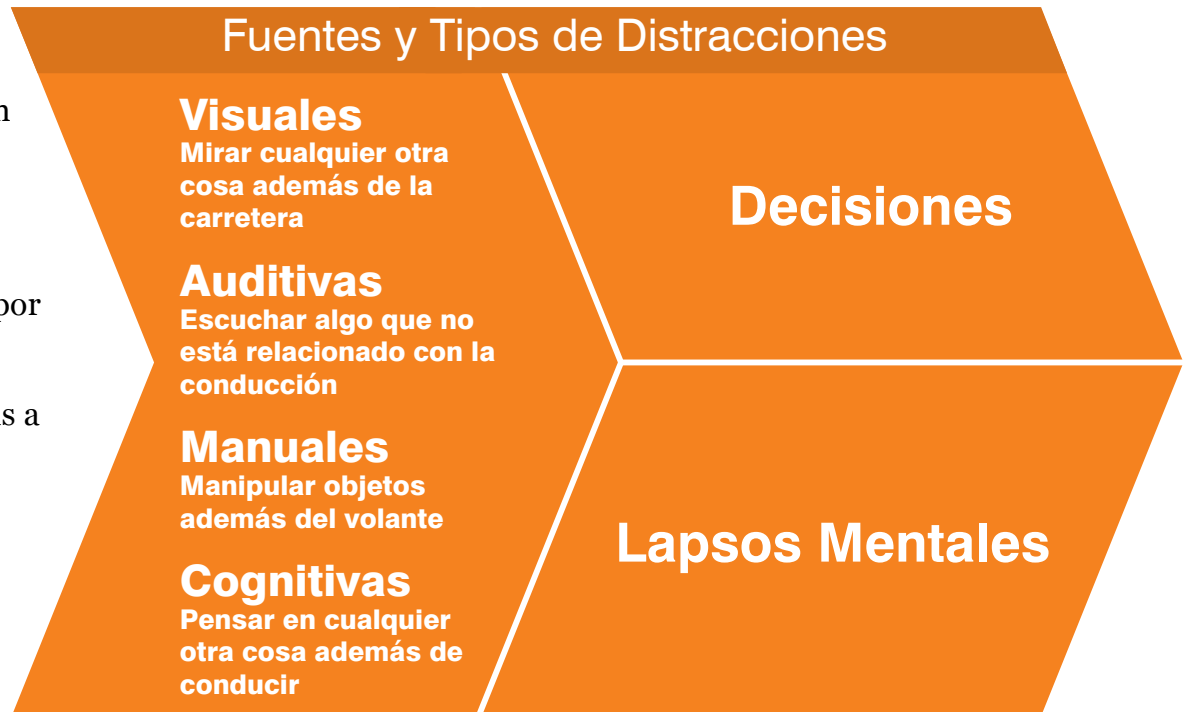 Fuentes y Tipos de Distracciones
Visuales
Mirar cualquier otra
cosa además de la
carretera
Auditivas
Escuchar algo que no
está relacionado con la
conducción
Manuales
Manipular objetos
además del volante
Cognitivas
Pensar en cualquier
otra cosa además de
conducir
Decisiones
Lapsos Mentales
por
a